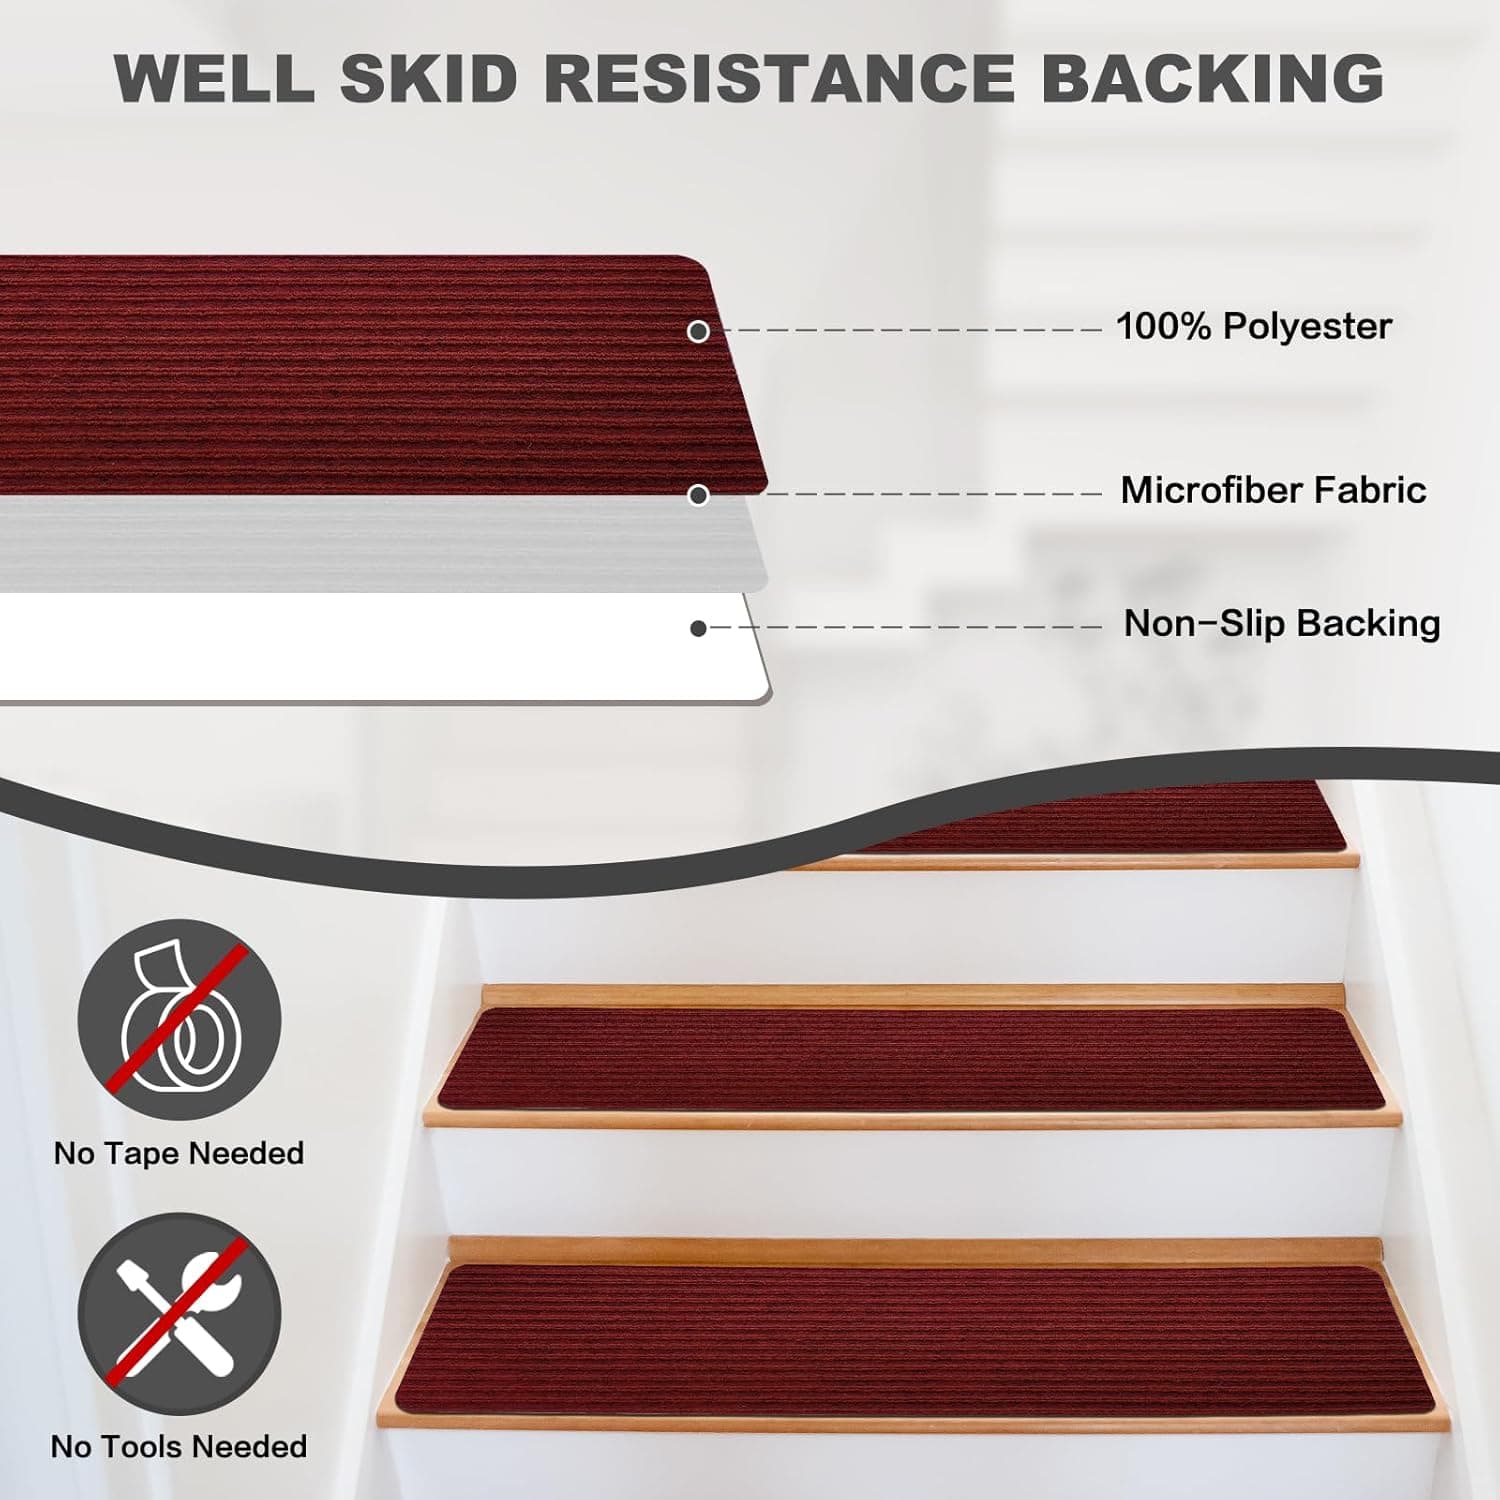 WELL SKID RESISTANCE BACKING
100% Polyester
Microfiber Fabric
Non-Slip Backing
No Tape Needed
No Tools Needed